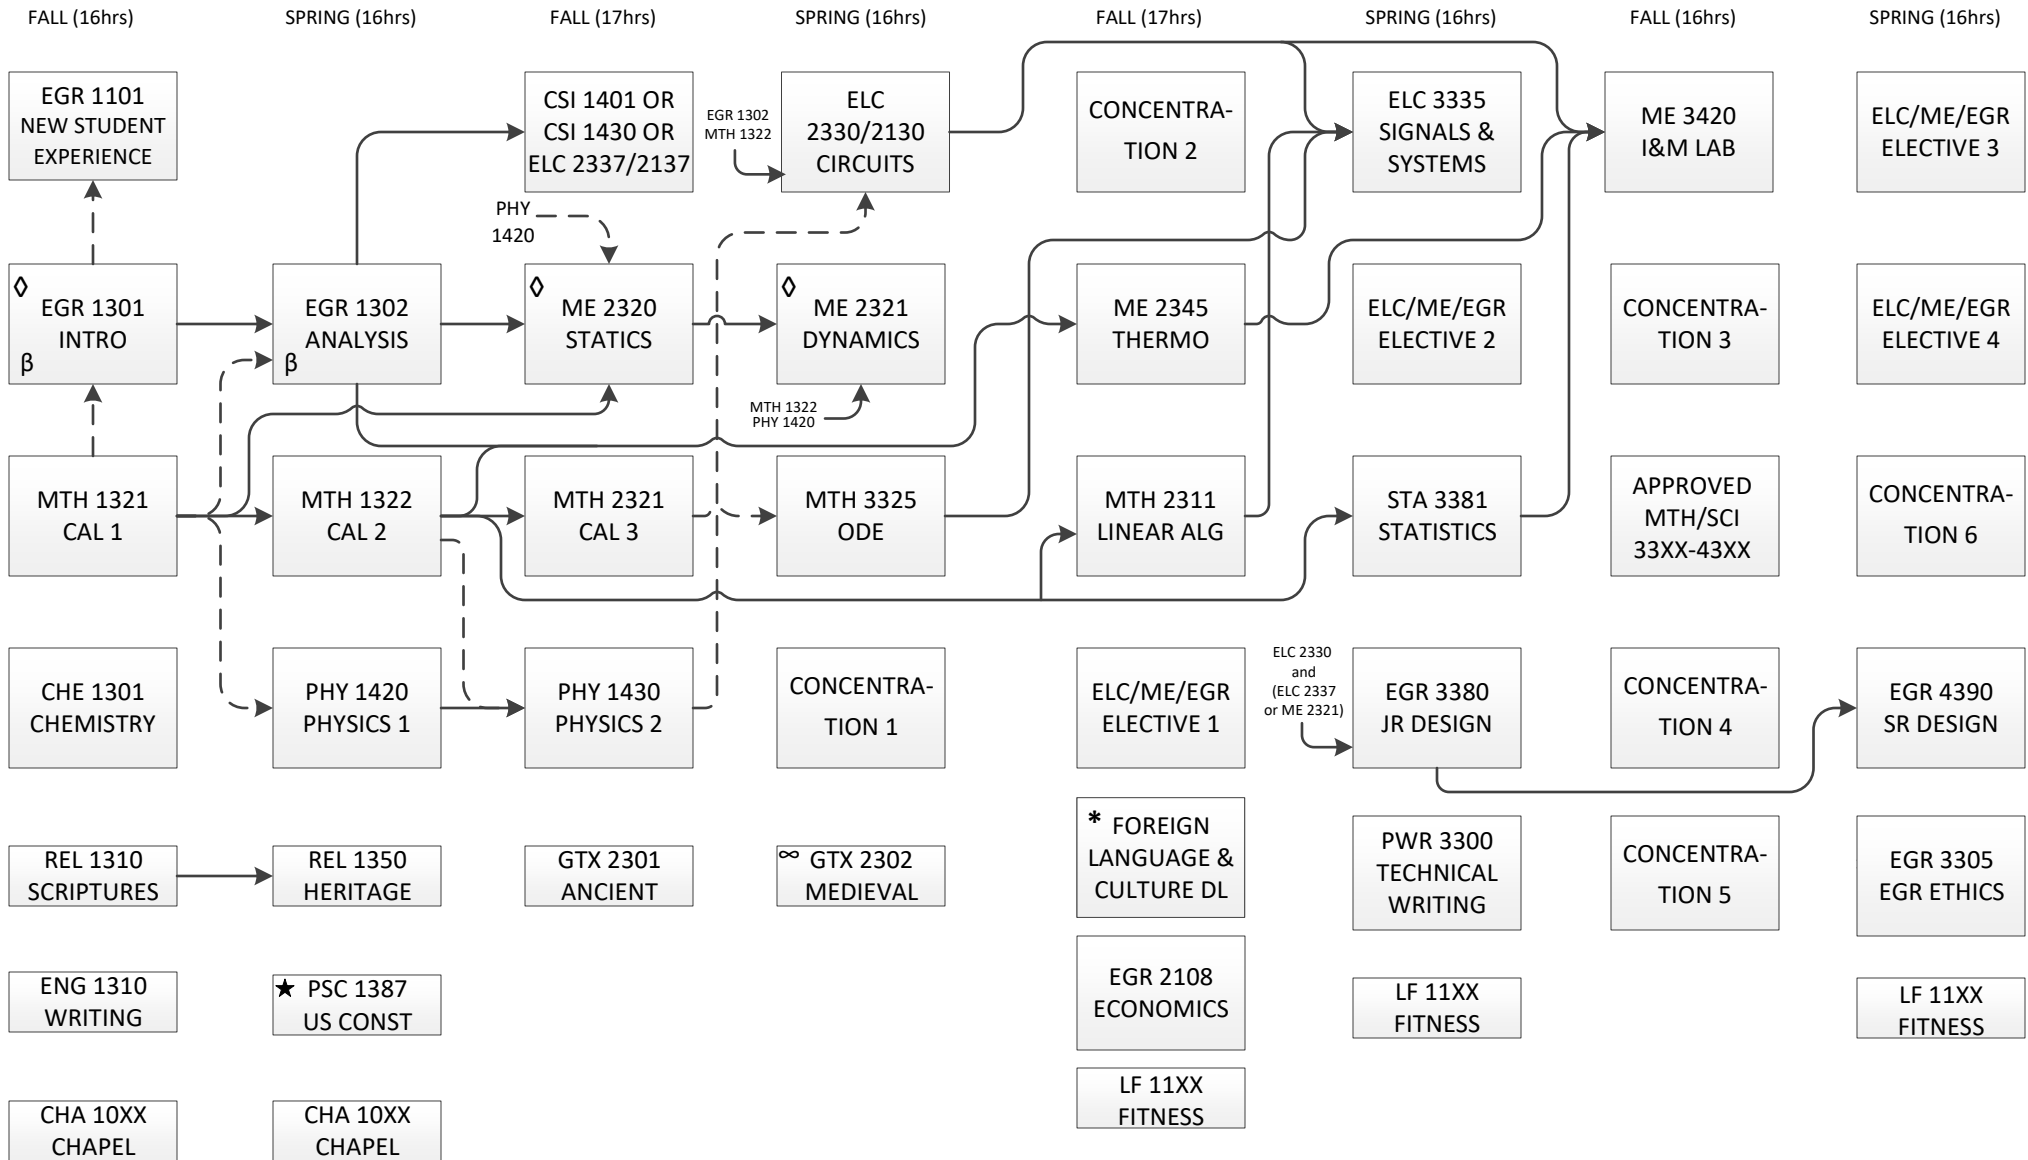 FALL (16hrs)
SPRING (16hrs)
FALL (17hrs)
SPRING (16hrs)
FALL (17hrs)
SPRING (16hrs)
FALL (16hrs)
SPRING (16hrs)
EGR 1101
NEW STUDENT
EXPERIENCE
CSI 1401 OR
CSI 1430 OR
ELC 2337/2137
EGR 1302
MTH 1322
ELC
2330/2130
CIRCUITS
CONCENTRA-
TION 2
ELC 3335
SIGNALS &
SYSTEMS
ME 3420
I&M LAB
ELC/ME/EGR
ELECTIVE 3
PHY
1420
◊
EGR 1301
INTRO
β
EGR 1302
ANALYSIS
β
◊
ME 2320
STATICS
◊
ME 2321
DYNAMICS
MTH 1322
PHY 1420
ME 2345
THERMO
ELC/ME/EGR
ELECTIVE 2
CONCENTRA-
TION 3
ELC/ME/EGR
ELECTIVE 4
MTH 1321
CAL 1
MTH 1322
CAL 2
MTH 2321
CAL 3
MTH 3325
ODE
MTH 2311
LINEAR ALG
STA 3381
STATISTICS
APPROVED
MTH/SCI
33XX-43XX
CONCENTRA-
TION 6
CHE 1301
CHEMISTRY
PHY 1420
PHYSICS 1
PHY 1430
PHYSICS 2
CONCENTRA-
TION 1
ELC/ME/EGR
ELECTIVE 1
ELC 2330
and
(ELC 2337
or ME 2321)
EGR 3380
JR DESIGN
CONCENTRA-
TION 4
EGR 4390
SR DESIGN
REL 1310
SCRIPTURES
REL 1350
HERITAGE
GTX 2301
ANCIENT
∞ GTX 2302
MEDIEVAL
* FOREIGN
LANGUAGE &
CULTURE DL
PWR 3300
TECHNICAL
WRITING
CONCENTRA-
TION 5
EGR 3305
EGR ETHICS
ENG 1310
WRITING
★ PSC 1387
US CONST
EGR 2108
ECONOMICS
LF 11XX
FITNESS
LF 11XX
FITNESS
CHA 10XX
CHAPEL
CHA 10XX
CHAPEL
LF 11XX
FITNESS